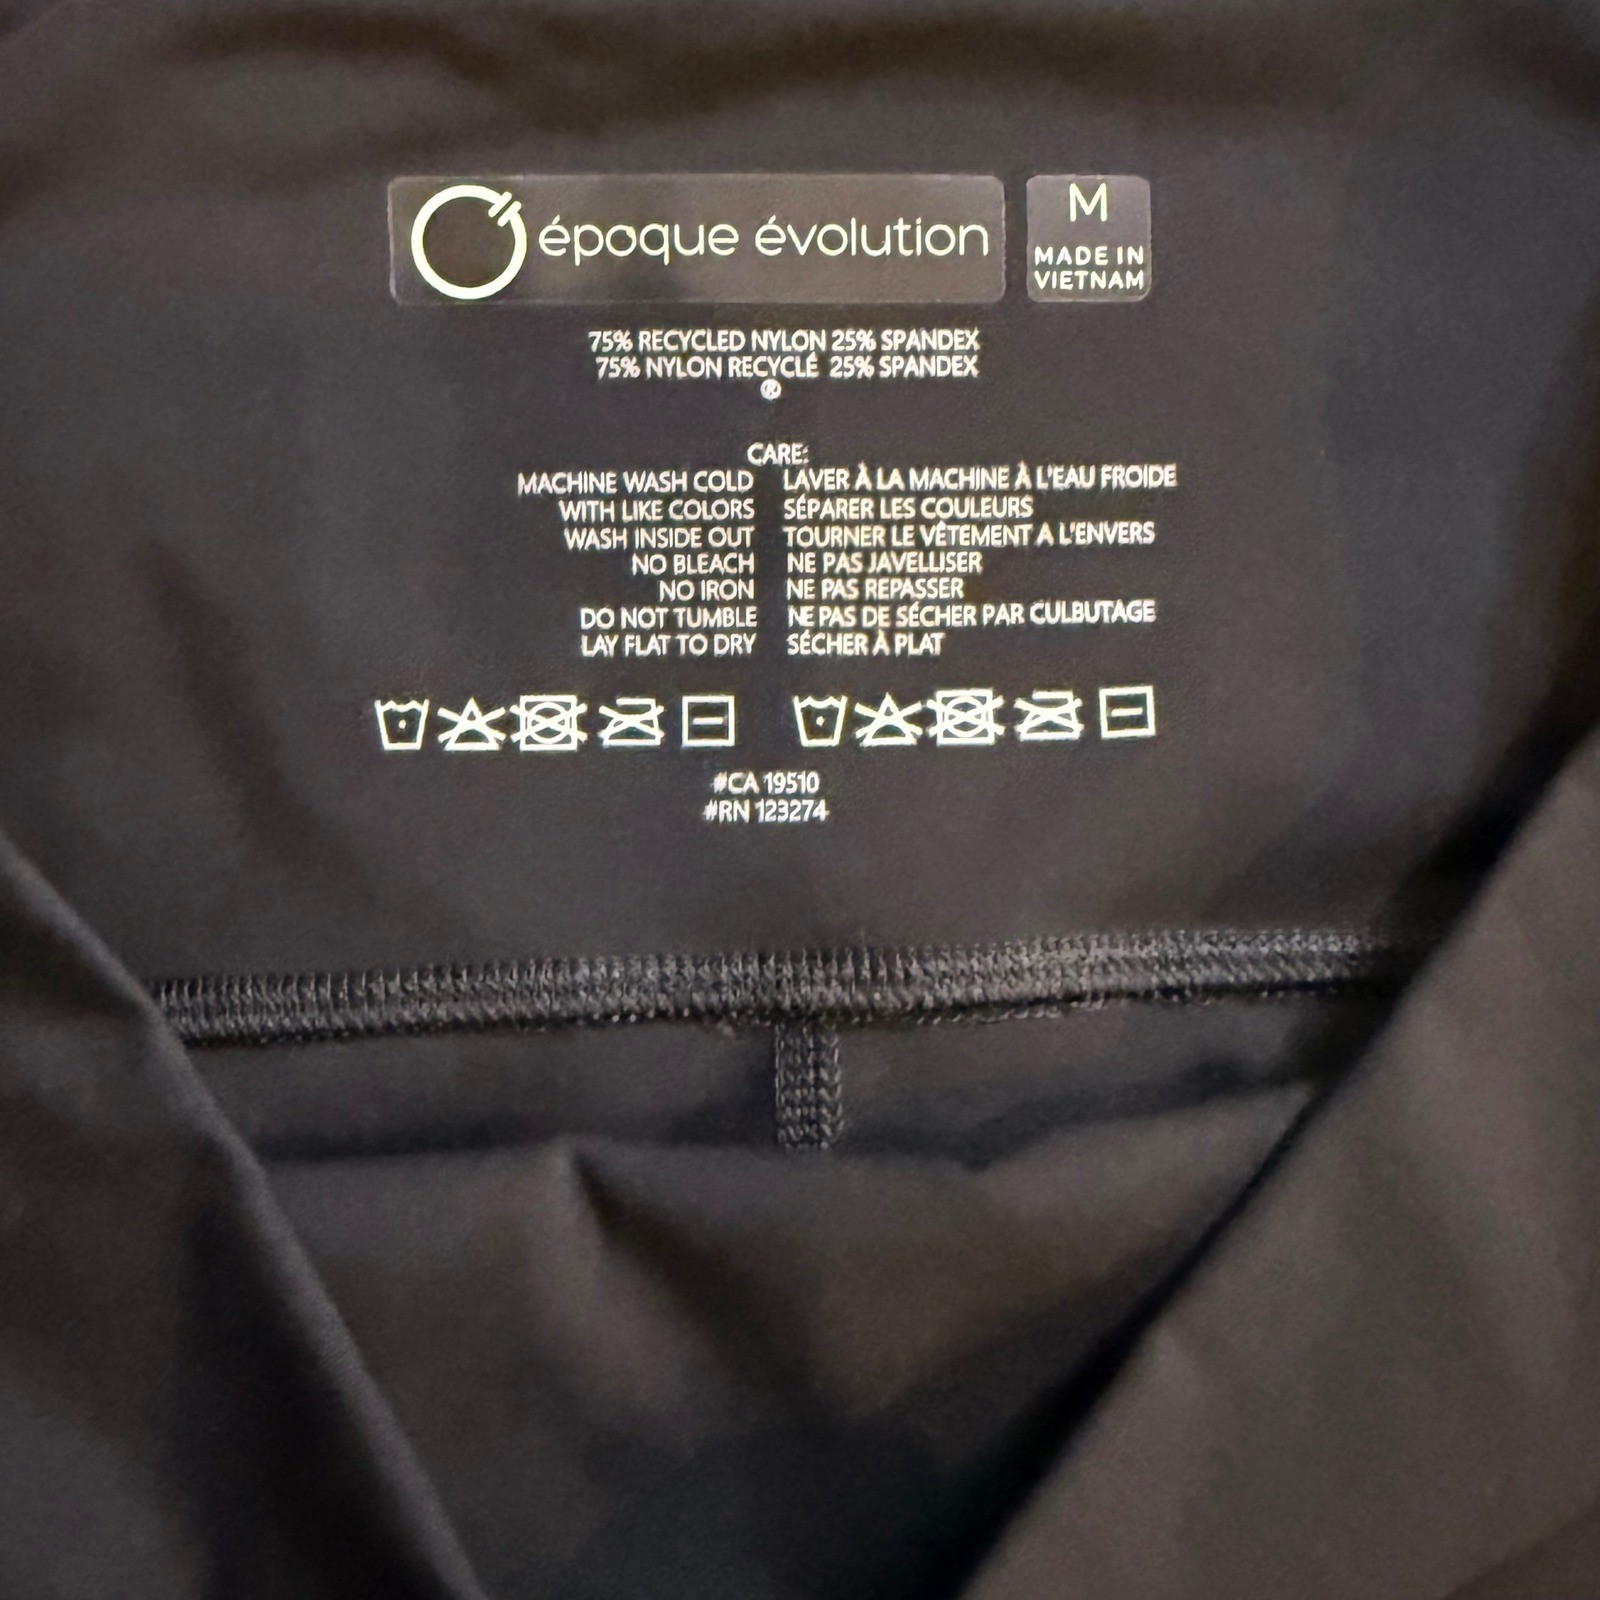 époque évolution
M
MADE IN
VIETNAM
75% RECYCLED NYLON 25% SPANDEX
75% NYLON RECYCLÉ 25% SPANDEX
®
CARE:
MACHINE WASH COLD
WITH LIKE COLORS
WASH INSIDE OUT
NO BLEACH
NO IRON
DO NOT TUMBLE
LAY FLAT TO DRY
LAVER À LA MACHINE À L'EAU FROIDE
SÉPARER LES COULEURS
TOURNER LE VÊTEMENT A L'ENVERS
NE PAS JAVELLISER
NE PAS REPASSER
NE PAS DE SÉCHER PAR CULBUTAGE
SÉCHER À PLAT
#CA 19510
#RN 123274